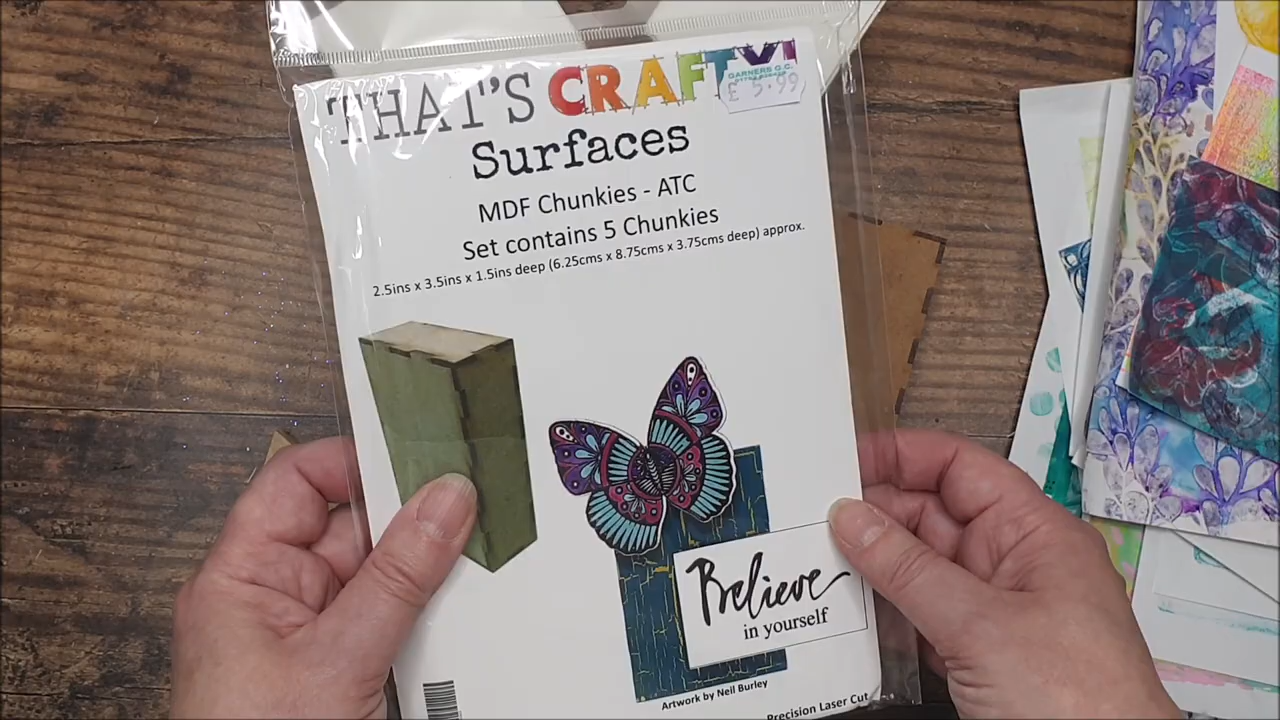 THAT'S CRAFTY!
GARNERS G.C.
£ 5.99
Surfaces
MDF Chunkies - ATC
Set contains 5 Chunkies
2.5ins x 3.5ins x 1.5ins deep (6.25cms x 8.75cms x 3.75cms deep) approx.
Believe
in yourself
Artwork by Neil Burley
Precision Laser Cut